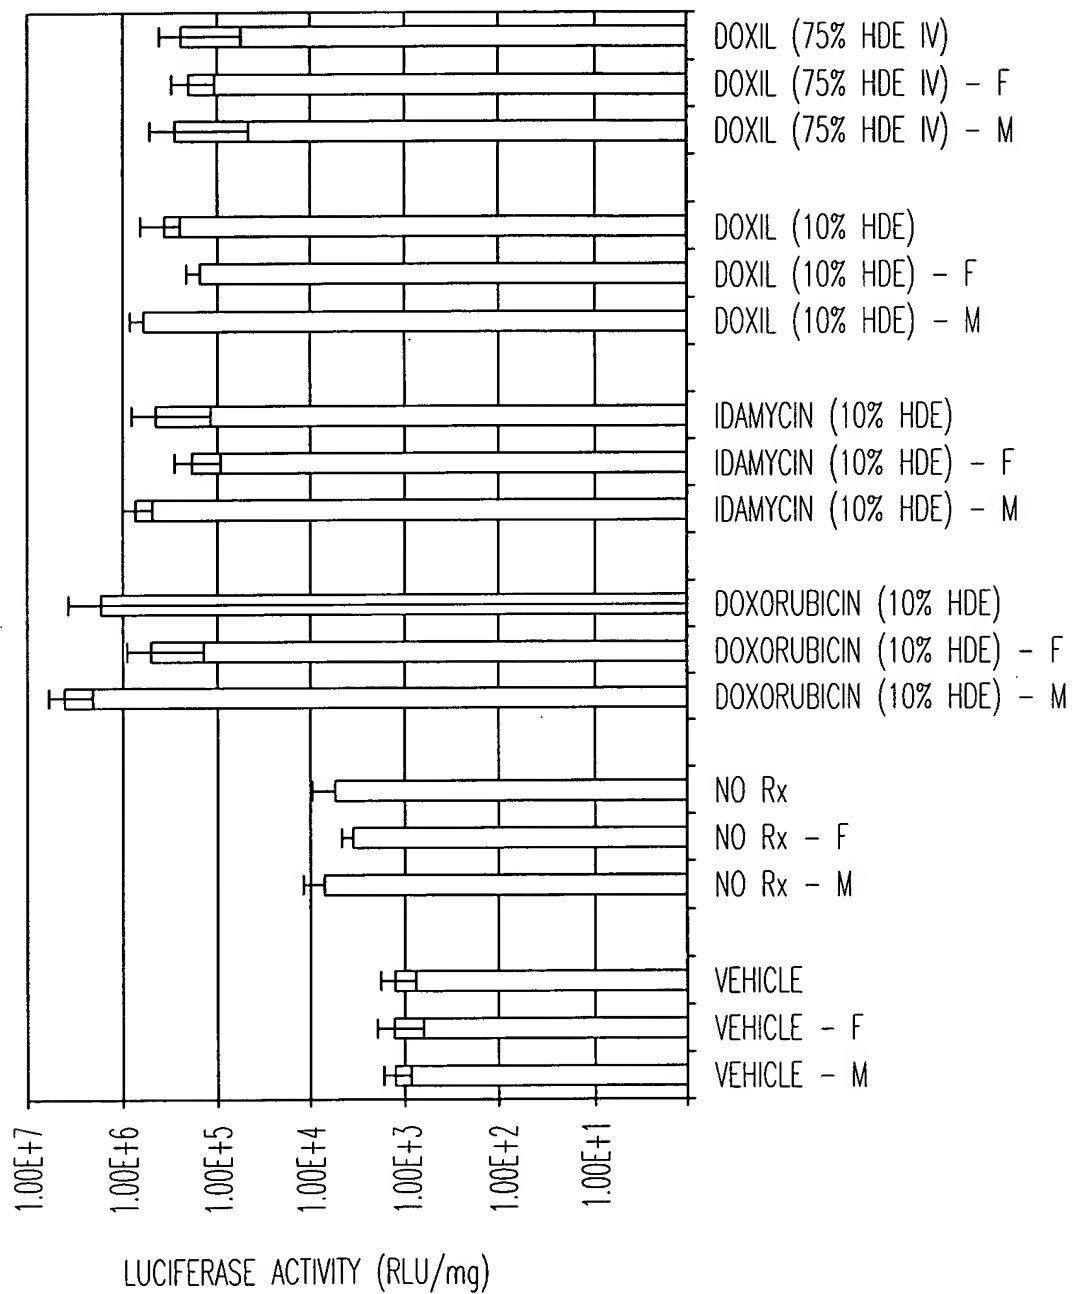 DOXIL (75% HDE IV)
DOXIL (75% HDE IV) – F
DOXIL (75% HDE IV) – M
DOXIL (10% HDE)
DOXIL (10% HDE) – F
DOXIL (10% HDE) – M
IDAMYCIN (10% HDE)
IDAMYCIN (10% HDE) – F
IDAMYCIN (10% HDE) – M
DOXORUBICIN (10% HDE)
DOXORUBICIN (10% HDE) – F
DOXORUBICIN (10% HDE) – M
NO Rx
NO Rx – F
NO Rx – M
VEHICLE
VEHICLE – F
VEHICLE – M
1.00E+7
1.00E+6
1.00E+5
1.00E+4
1.00E+3
1.00E+2
1.00E+1
LUCIFERASE ACTIVITY (RLU/mg)